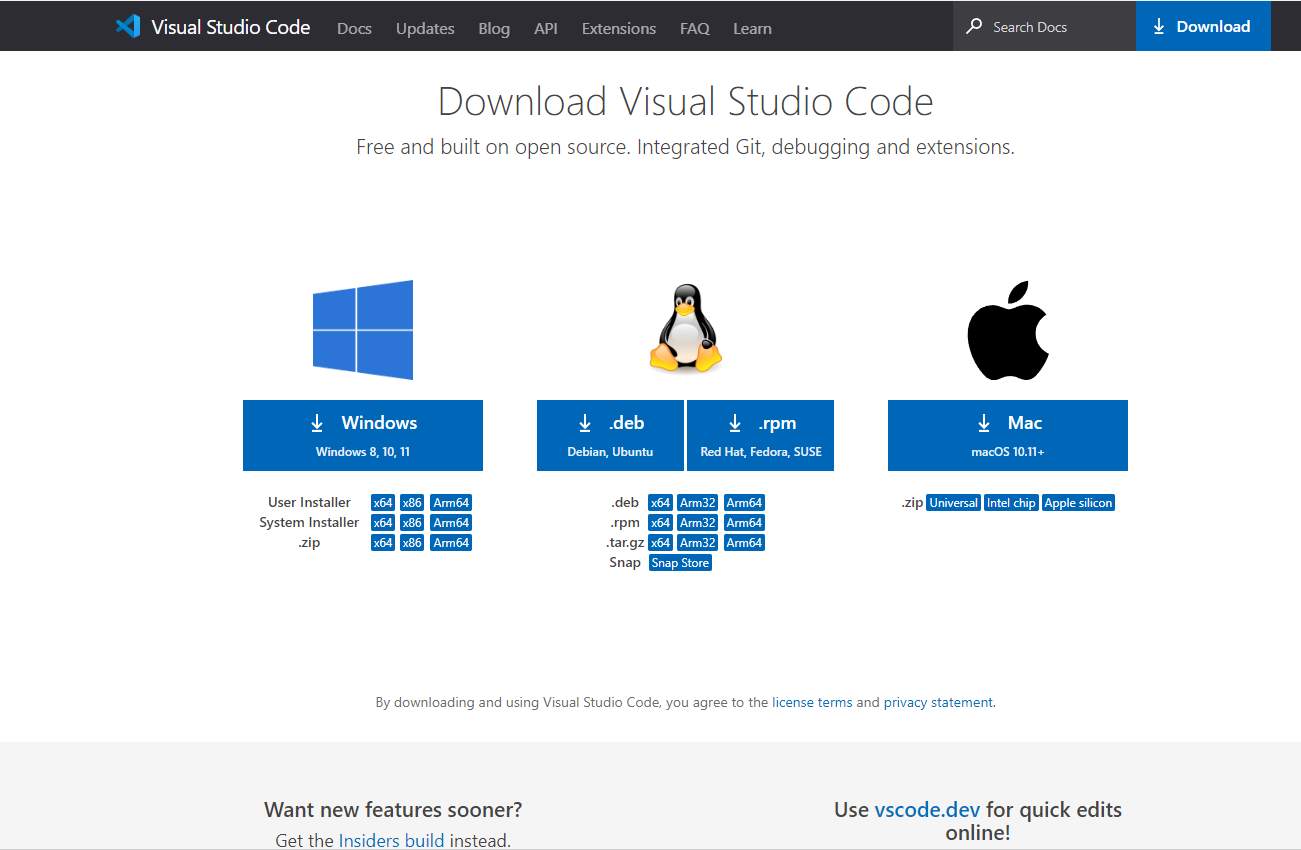 Visual Studio Code Docs Updates Blog API Extensions FAQ Learn Search Docs Download
Download Visual Studio Code
Free and built on open source. Integrated Git, debugging and extensions.
Windows
Windows 8, 10, 11
User Installer x64 x86 Arm64
System Installer x64 x86 Arm64
.zip x64 x86 Arm64
.deb
Debian, Ubuntu
.rpm
Red Hat, Fedora, SUSE
.deb x64 Arm32 Arm64
.rpm x64 Arm32 Arm64
.tar.gz x64 Arm32 Arm64
Snap Snap Store
Mac
macOS 10.11+
.zip Universal Intel chip Apple silicon
By downloading and using Visual Studio Code, you agree to the license terms and privacy statement.
Want new features sooner?
Get the Insiders build instead.
Use vscode.dev for quick edits
online!